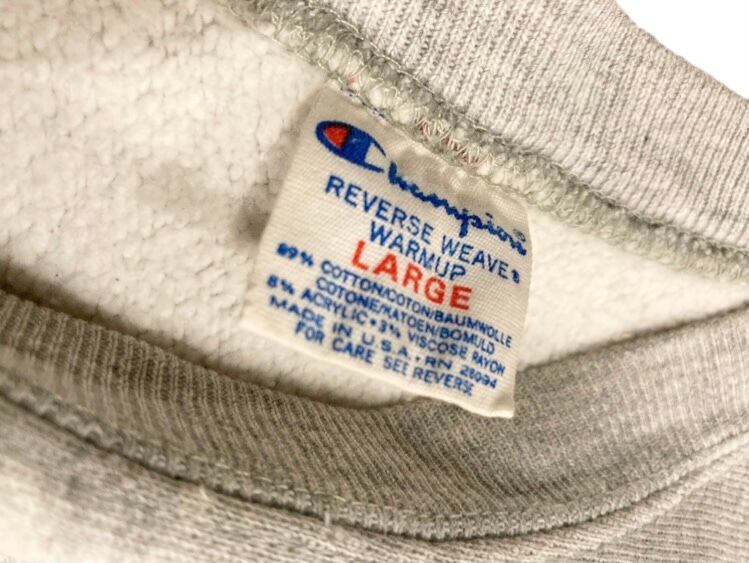 Champion®
REVERSE WEAVE®
WARMUP
LARGE
89% COTTON/COTON/BAUMWOLLE
COTONE/KATOEN/BOMULD
8% ACRYLIC • 3% VISCOSE RAYON
MADE IN U.S.A. • RN 26094
FOR CARE SEE REVERSE